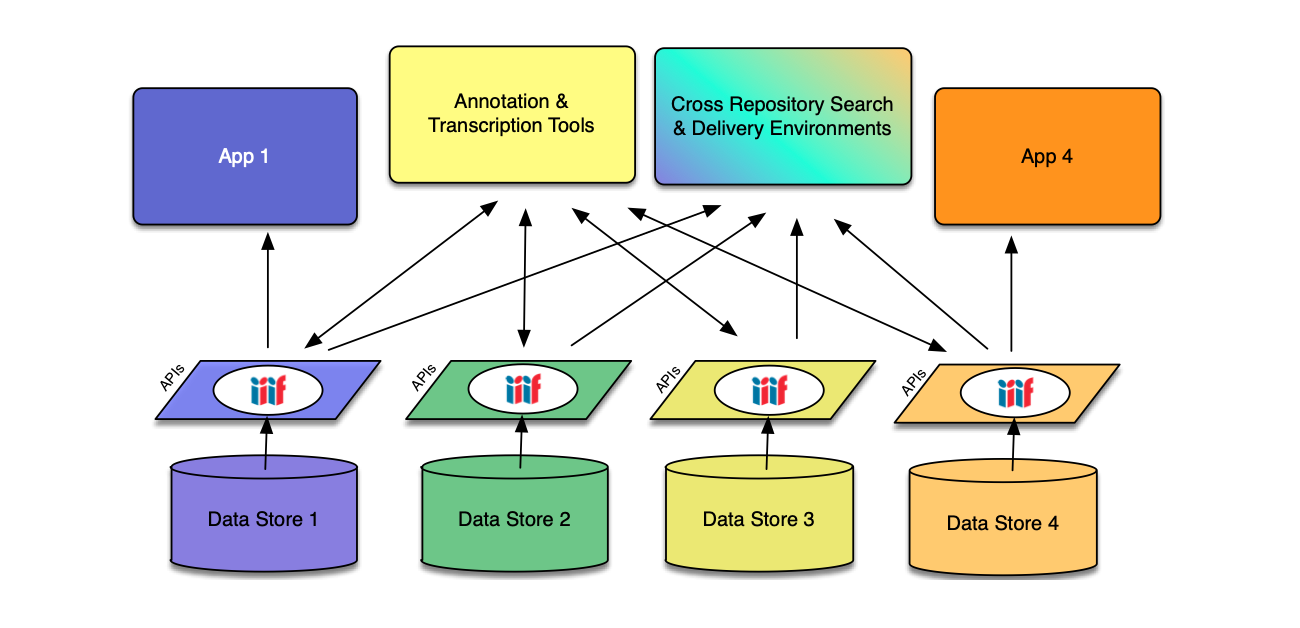 App 1
Annotation &
Transcription Tools
Cross Repository Search
& Delivery Environments
App 4
APIs
iiif
APIs
iiif
APIs
iiif
APIs
iiif
Data Store 1
Data Store 2
Data Store 3
Data Store 4